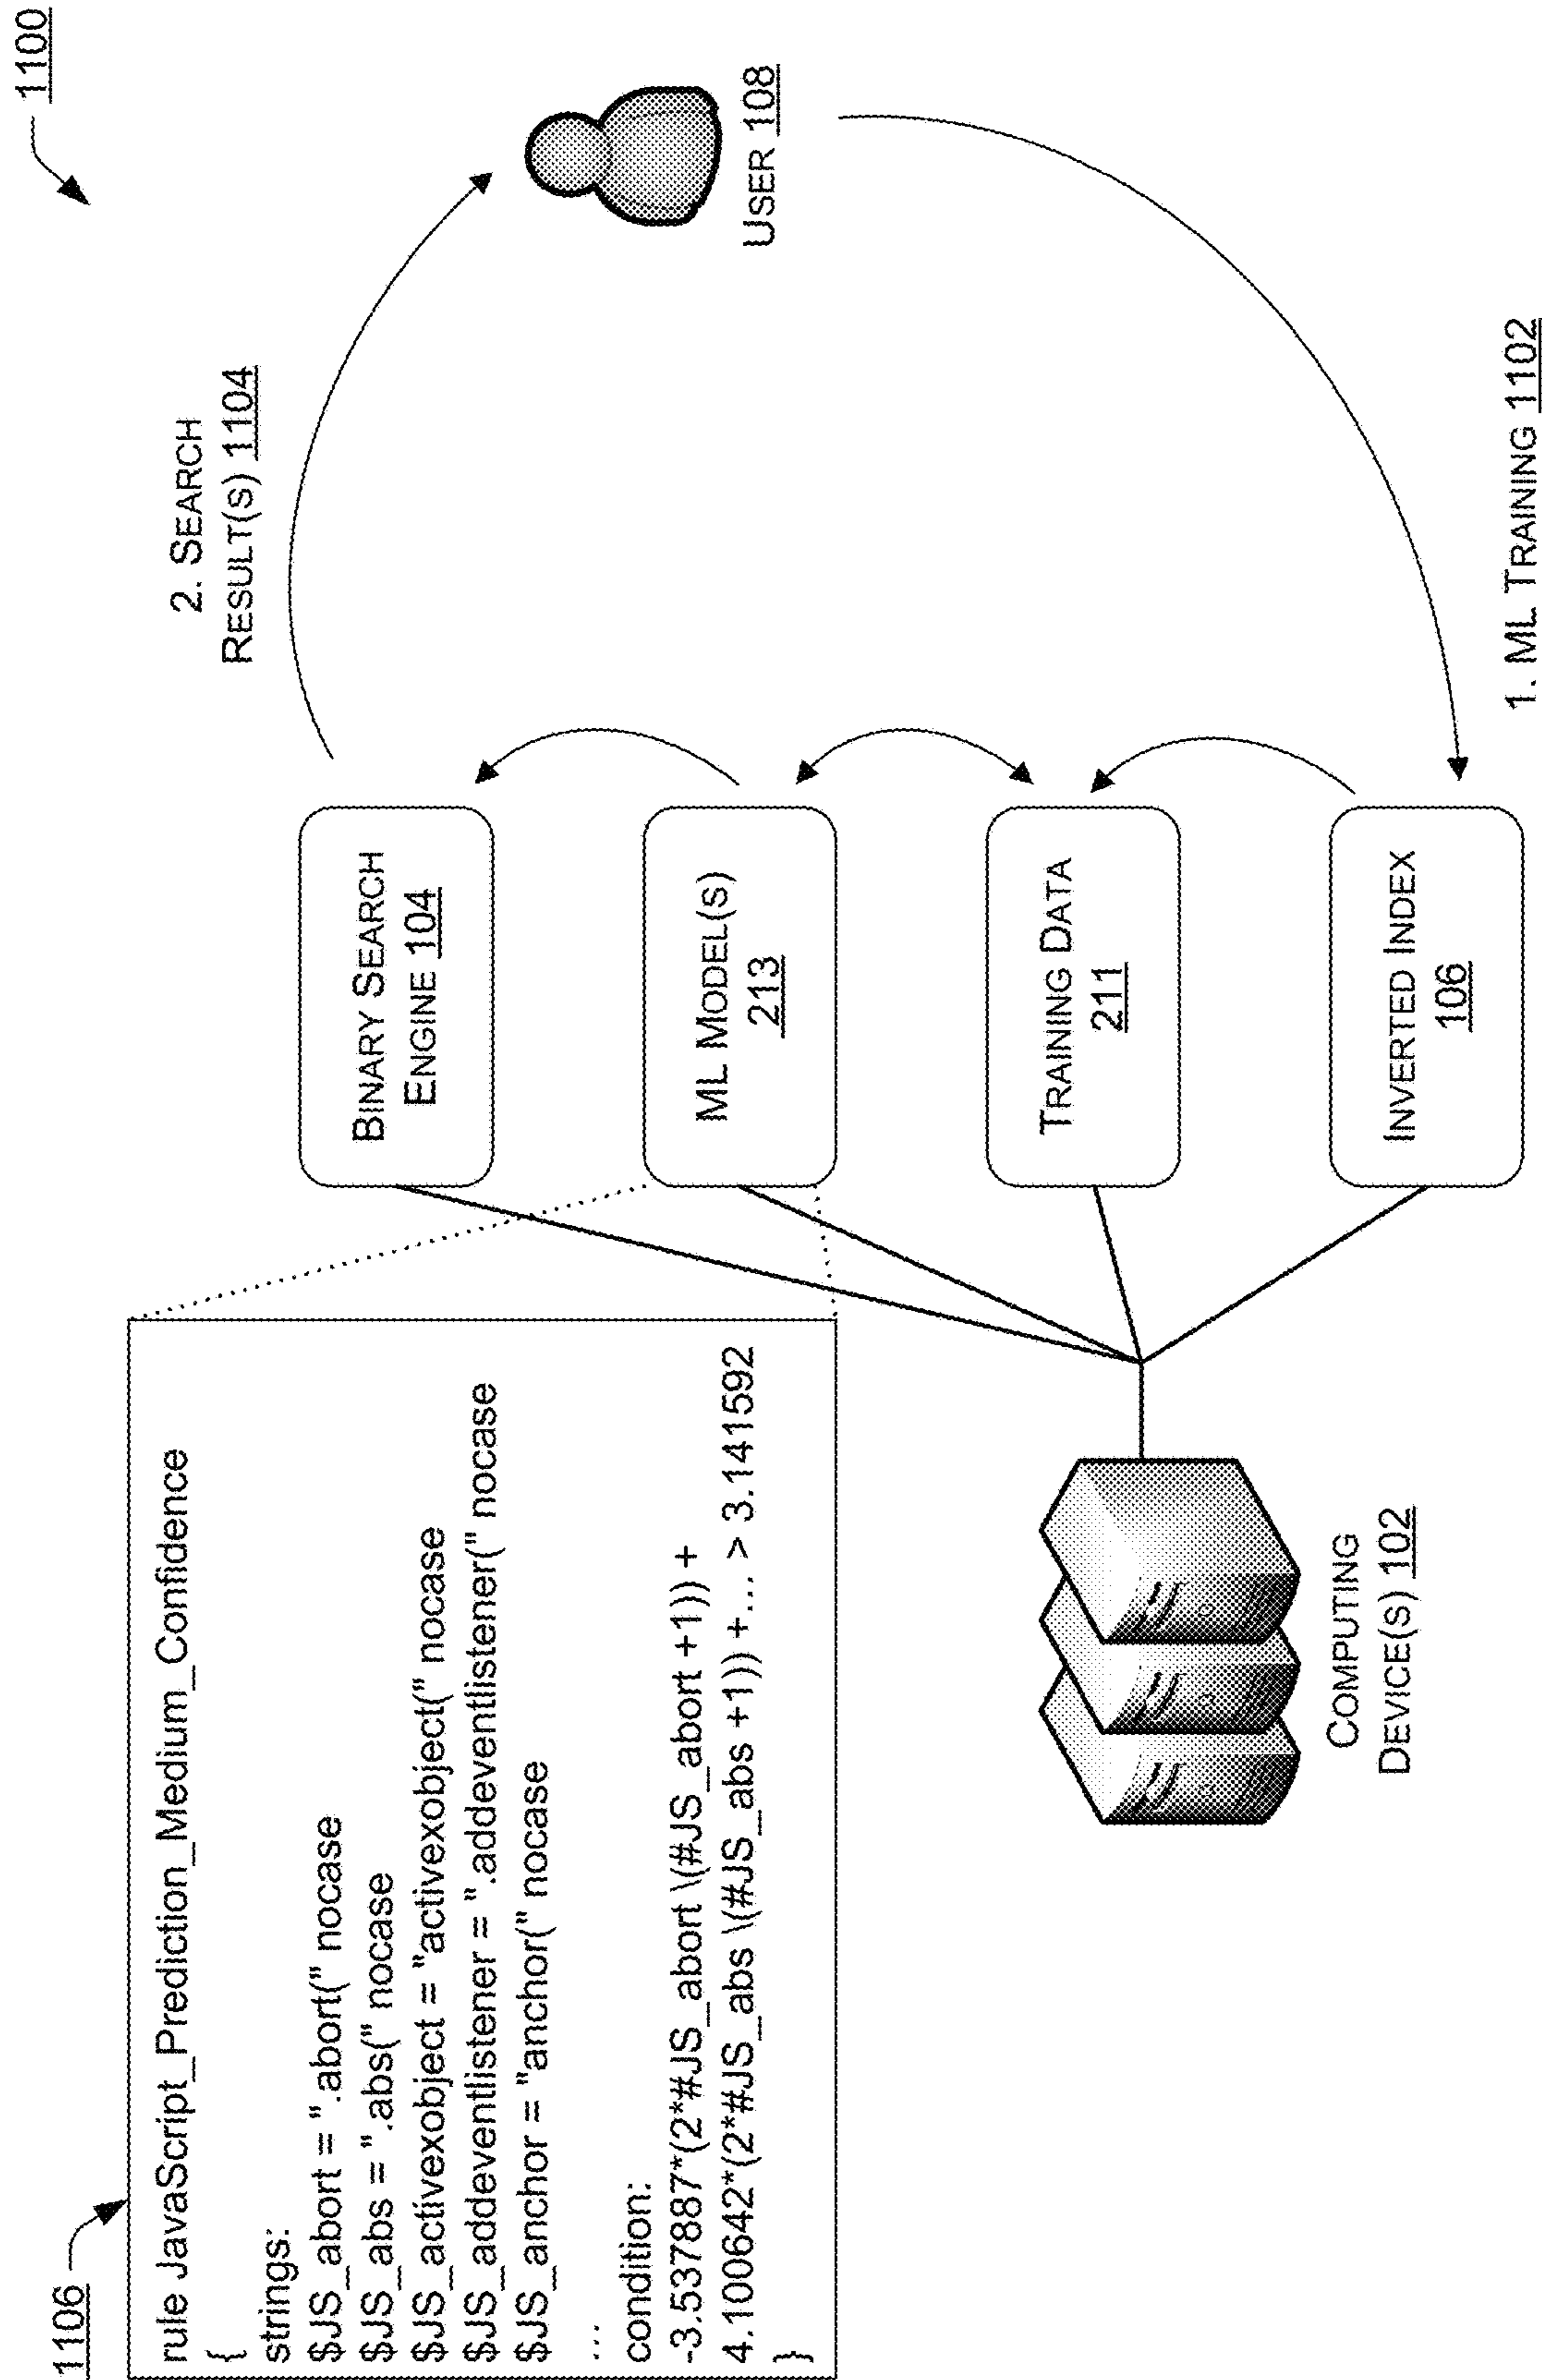 1100
1106
rule JavaScript_Prediction_Medium_Confidence
{
strings:
$JS_abort = ".abort(" nocase
$JS_abs = ".abs(" nocase
$JS_activexobject = "activexobject(" nocase
$JS_addeventlistener = ".addeventlistener(" nocase
$JS_anchor = "anchor(" nocase
...
condition:
-3.537887*(2*#JS_abort \(#JS_abort +1)) +
4.100642*(2*#JS_abs \(#JS_abs +1)) +... > 3.141592
}
2. SEARCH
RESULT(S) 1104
BINARY SEARCH
ENGINE 104
ML MODEL(S)
213
TRAINING DATA
211
INVERTED INDEX
106
USER 108
COMPUTING
DEVICE(S) 102
1. ML TRAINING 1102